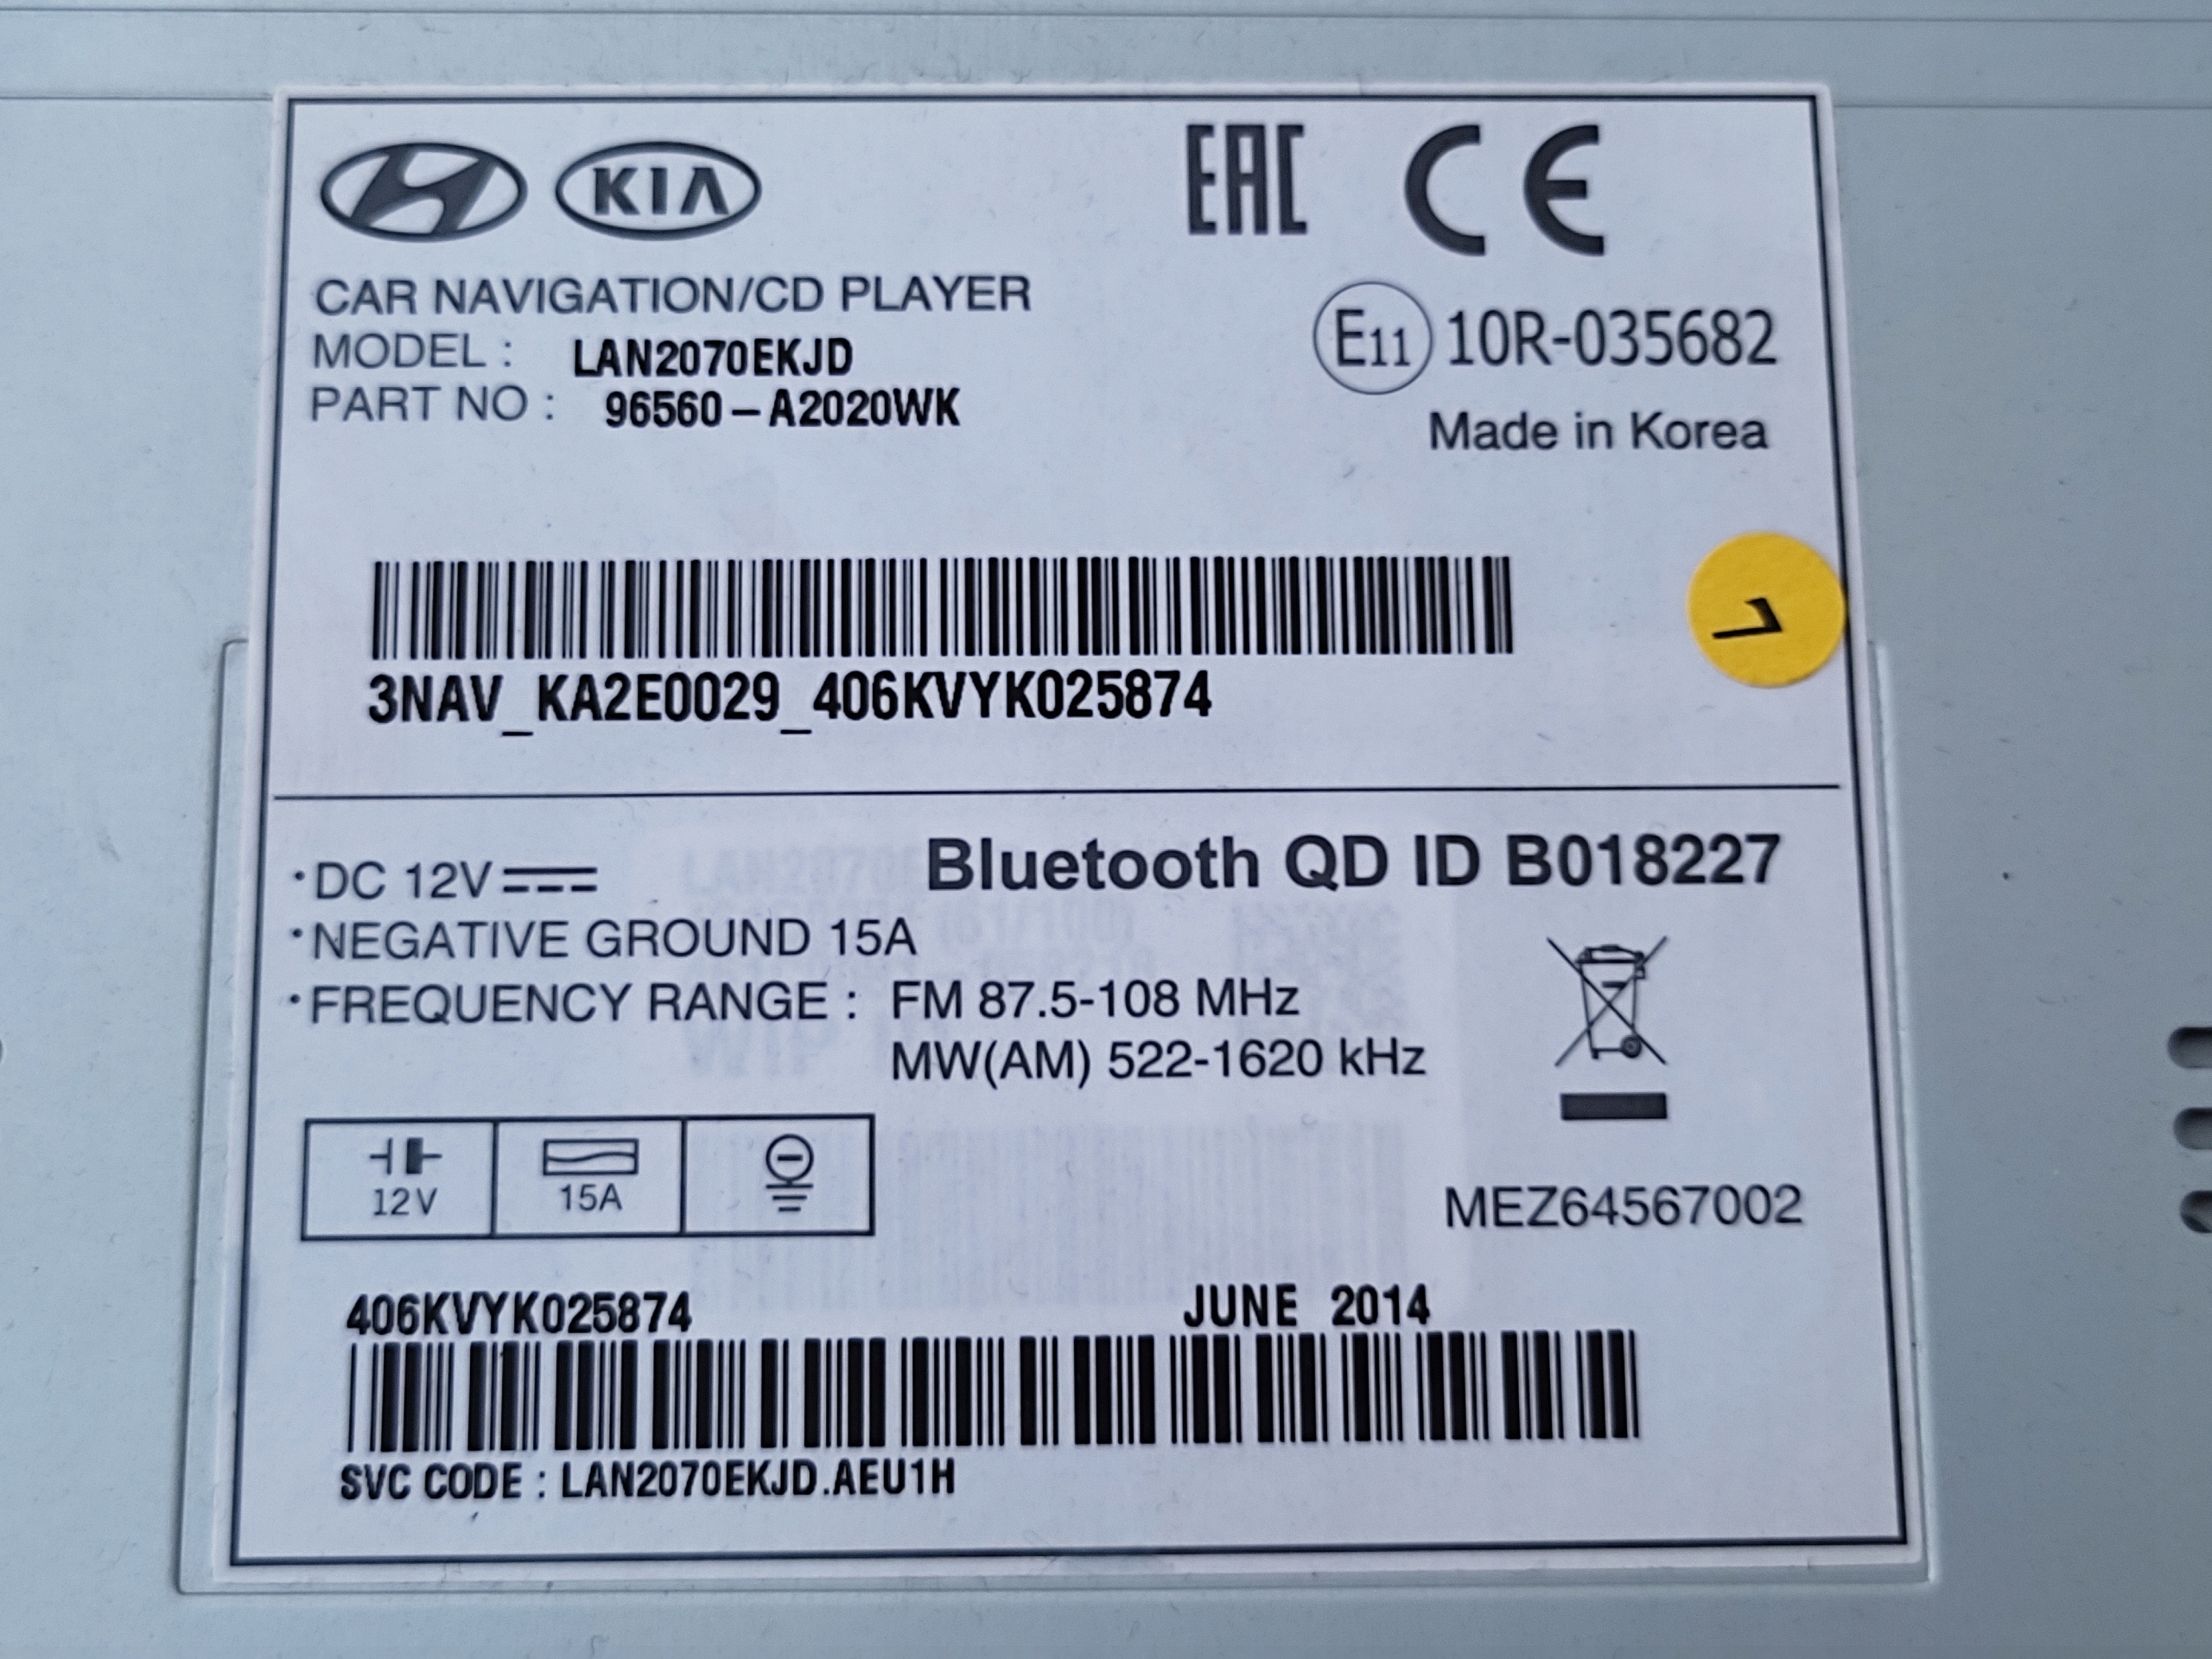 KIA
EAC CE
CAR NAVIGATION/CD PLAYER
MODEL : LAN2070EKJD
PART NO : 96560-A2020WK
E11 10R-035682
Made in Korea
3NAV_KA2E0029_406KVYK025874
7
Bluetooth QD ID B018227
·DC 12V
·NEGATIVE GROUND 15A
·FREQUENCY RANGE : FM 87.5-108 MHz
MW(AM) 522-1620 kHz
12V
15A
MEZ64567002
406KVYK025874
JUNE 2014
SVC CODE : LAN2070EKJD.AEU1H